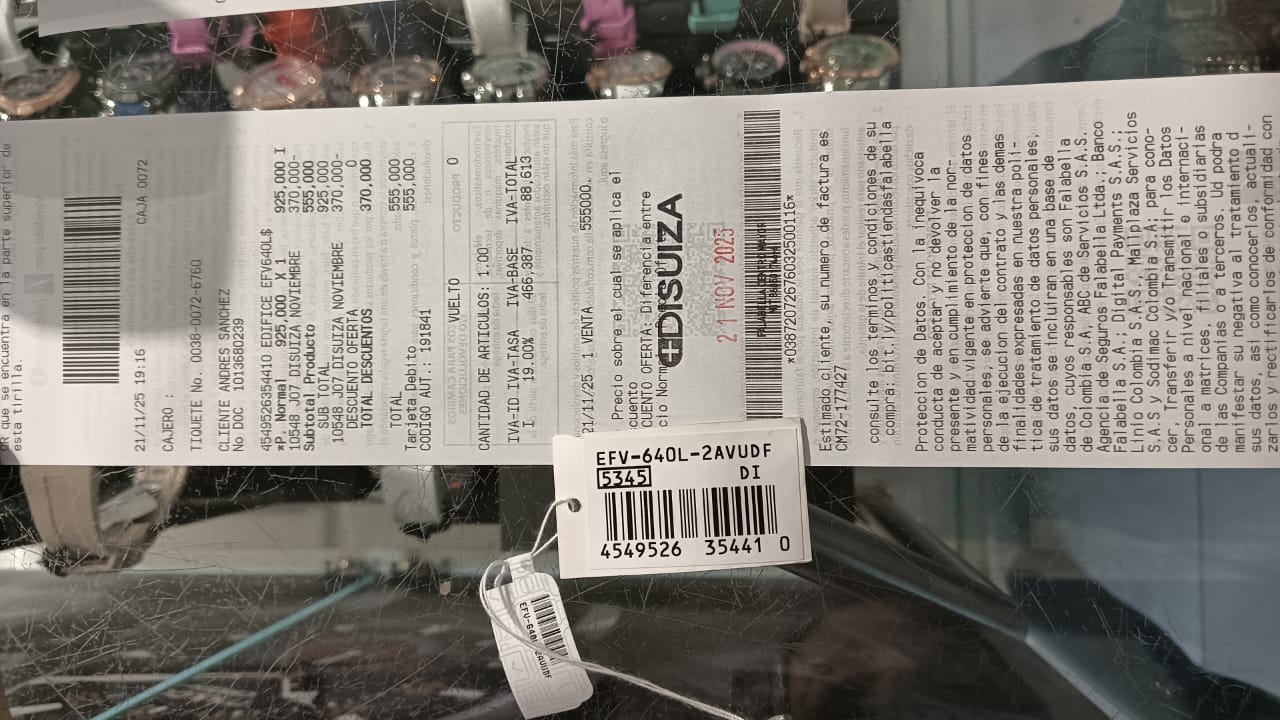 que se encuentra en la parte superior de
esta tirilla.
21/11/25 19:16 CAJA 0072
CAJERO :
TIQUETE No. 0038-0072-6760
CLIENTE ANDRES SANCHEZ
No DOC 1013680239
4549526354410 EDIFICE EFV640L$ 925,000 I
*P. Normal 925,000 X 1
10548 J07 DISUIZA NOVIEMBRE 370,000-
Subtotal Producto 555,000
SUB TOTAL 925,000
10548 J07 DISUIZA NOVIEMBRE 370,000-
DESCUENTO OFERTA 0
TOTAL DESCUENTOS 370,000
TOTAL 555,000
Tarjeta Debito 555,000
CODIGO AUT.: 191841
VUELTO 0
CANTIDAD DE ARTICULOS: 1.00
IVA-ID IVA-TASA IVA-BASE IVA-TOTAL
I 19.00% 466,387 88,613
21/11/25 1 VENTA 555000.
Precio sobre el cual se aplica el
CUENTO OFERTA: Diferencia entre
cio Norma
DISUIZA
21 NOV 2025
*03872072676032500116*
Estimado cliente, su numero de factura es
CM72-177427
consulte los terminos y condiciones de su
compra: bit.ly/politicastiendasfalabella
Proteccion de Datos. Con la inequivoca
conducta de aceptar y no devolver la
presente y en cumplimiento de la nor-
matividad vigente en proteccion de datos
personales, se advierte que, con fines
de la ejecucion del contrato y las demas
finalidades expresadas en nuestra poli-
tica de tratamiento de datos personales,
sus datos se incluiran en una base de
datos, cuyos responsables son Falabella
de Colombia S.A, ABC de Servicios S.A.S.
Agencia de Seguros Falabella Ltda.; Banco
Falabella S.A.; Digital Payments S.A.S.;
Linio Colombia S.A.S., Mallplaza Servicios
S.A.S y Sodimac Colombia S.A; para cono-
cer, Transferir y/o Transmitir los Datos
Personales a nivel nacional e internaci-
onal a matrices, filiales o subsidiarias
de las Companias o a terceros. Ud podra
manifestar su negativa al tratamiento d
sus datos, asi como conocerlos, actuali-
zarlos y rectificarlos de conformidad con
EFV-640L-2AVUDF
5345 DI
4549526 35441 0
EFV-640L-2AVUDF